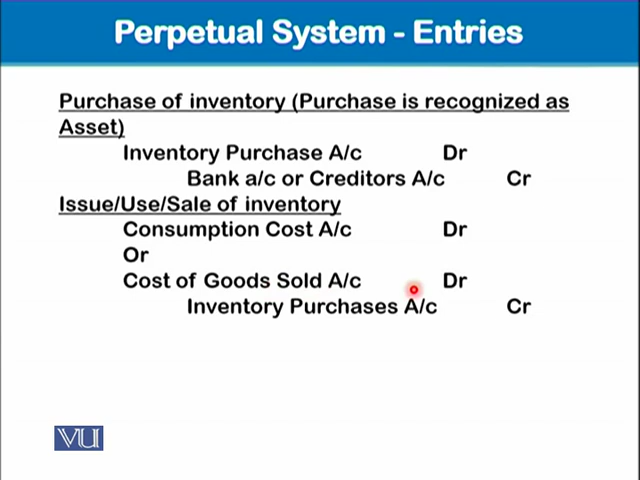 Perpetual System - Entries
Purchase of inventory (Purchase is recognized as
Asset)
Inventory Purchase A/c Dr
Bank a/c or Creditors A/c Cr
Issue/Use/Sale of inventory
Consumption Cost A/c Dr
Or
Cost of Goods Sold A/c Dr
Inventory Purchases A/c Cr
VU